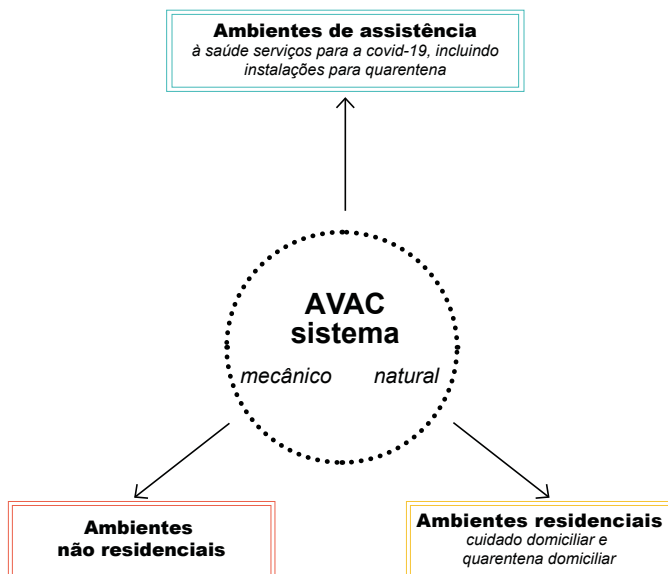 Ambientes de assistência
à saúde serviços para a covid-19, incluindo
instalações para quarentena
AVAC
sistema
mecânico natural
Ambientes
não residenciais
Ambientes residenciais
cuidado domiciliar e
quarentena domiciliar